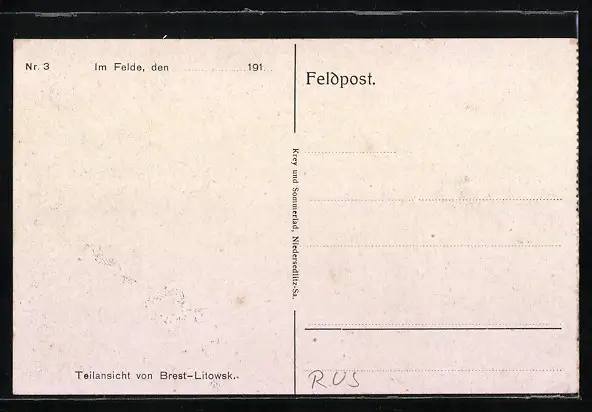 Nr. 3 Im Felde, den .................. 191...
Feldpost.
Krey und Sommerlad, Niedersedlitz-Sa.
Teilansicht von Brest-Litowsk.
RUS